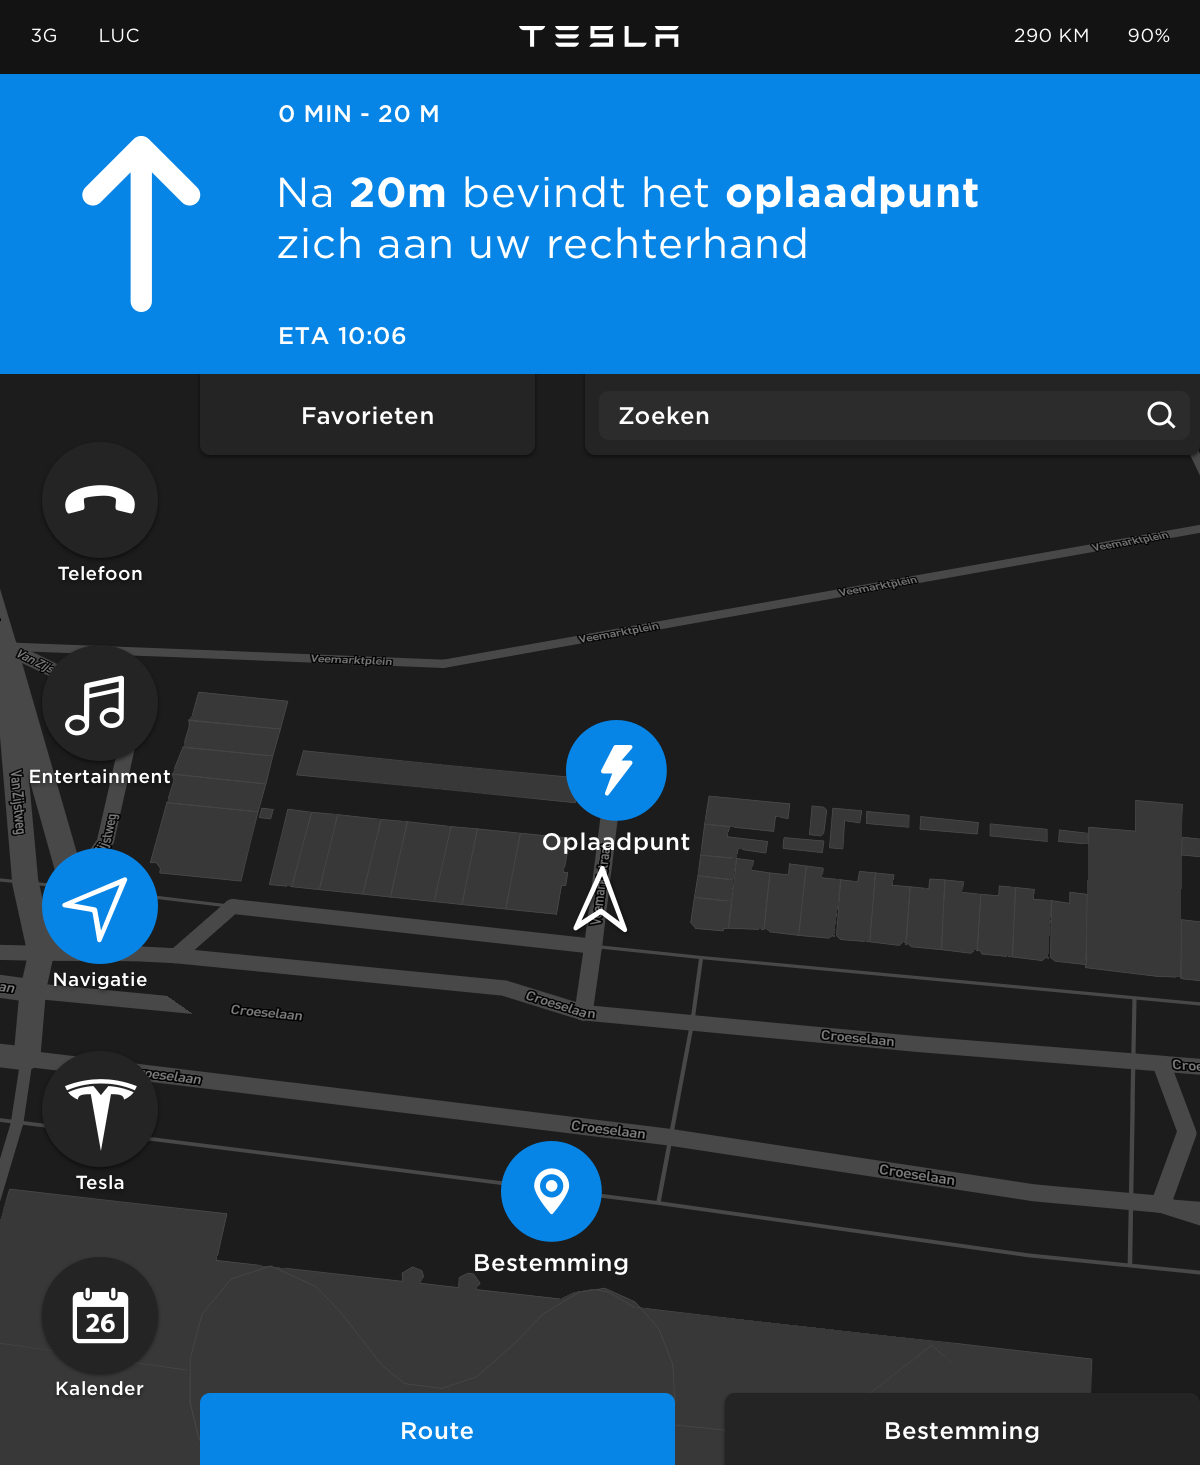 3G LUC TESLA 290 KM 90%
0 MIN - 20 M
Na 20m bevindt het oplaadpunt
zich aan uw rechterhand
ETA 10:06
Favorieten
Zoeken
Telefoon
Veemarktplein
Veemarktplein
Veemarktplein
Veemarktplein
Van Zijs
Entertainment
Van Zijstweg
ijstweg
Oplaadpunt
Navigatie
aan
Croeselaan
Croeselaan
Croeselaan
Croe
oeselaan
Croeselaan
Croeselaan
Tesla
Bestemming
26
Kalender
Route
Bestemming